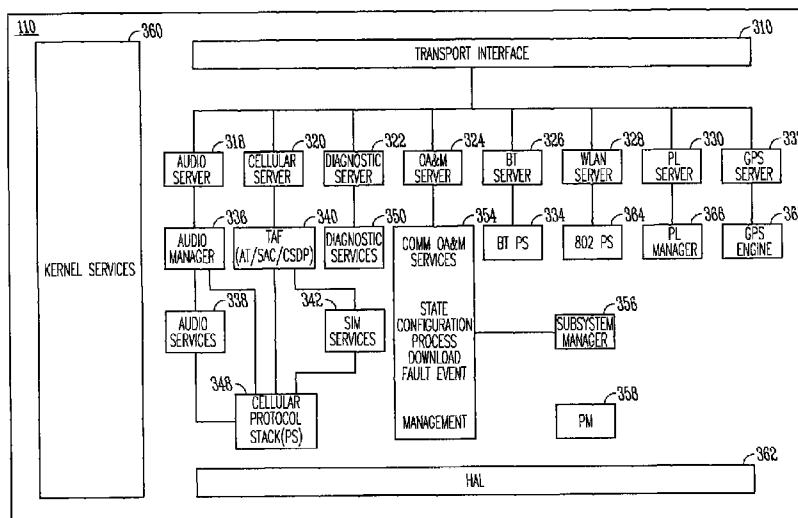 110
360
310
TRANSPORT INTERFACE
318
320
322
324
326
328
330
AUDIO SERVER
CELLULAR SERVER
DIAGNOSTIC SERVER
OA&M SERVER
BT SERVER
WLAN SERVER
PL SERVER
GPS SERVER
336
340
350
354
334
364
366
AUDIO MANAGER
TAF (AT/SAC/CSDP)
DIAGNOSTIC SERVICES
COMM OA&M SERVICES
BT PS
802 PS
PL MANAGER
GPS ENGINE
KERNEL SERVICES
338
342
356
AUDIO SERVICES
SIM SERVICES
STATE
CONFIGURATION
PROCESS
DOWNLOAD
FAULT EVENT
SUBSYSTEM MANAGER
348
358
CELLULAR
PROTOCOL
STACK(PS)
MANAGEMENT
PM
362
HAL